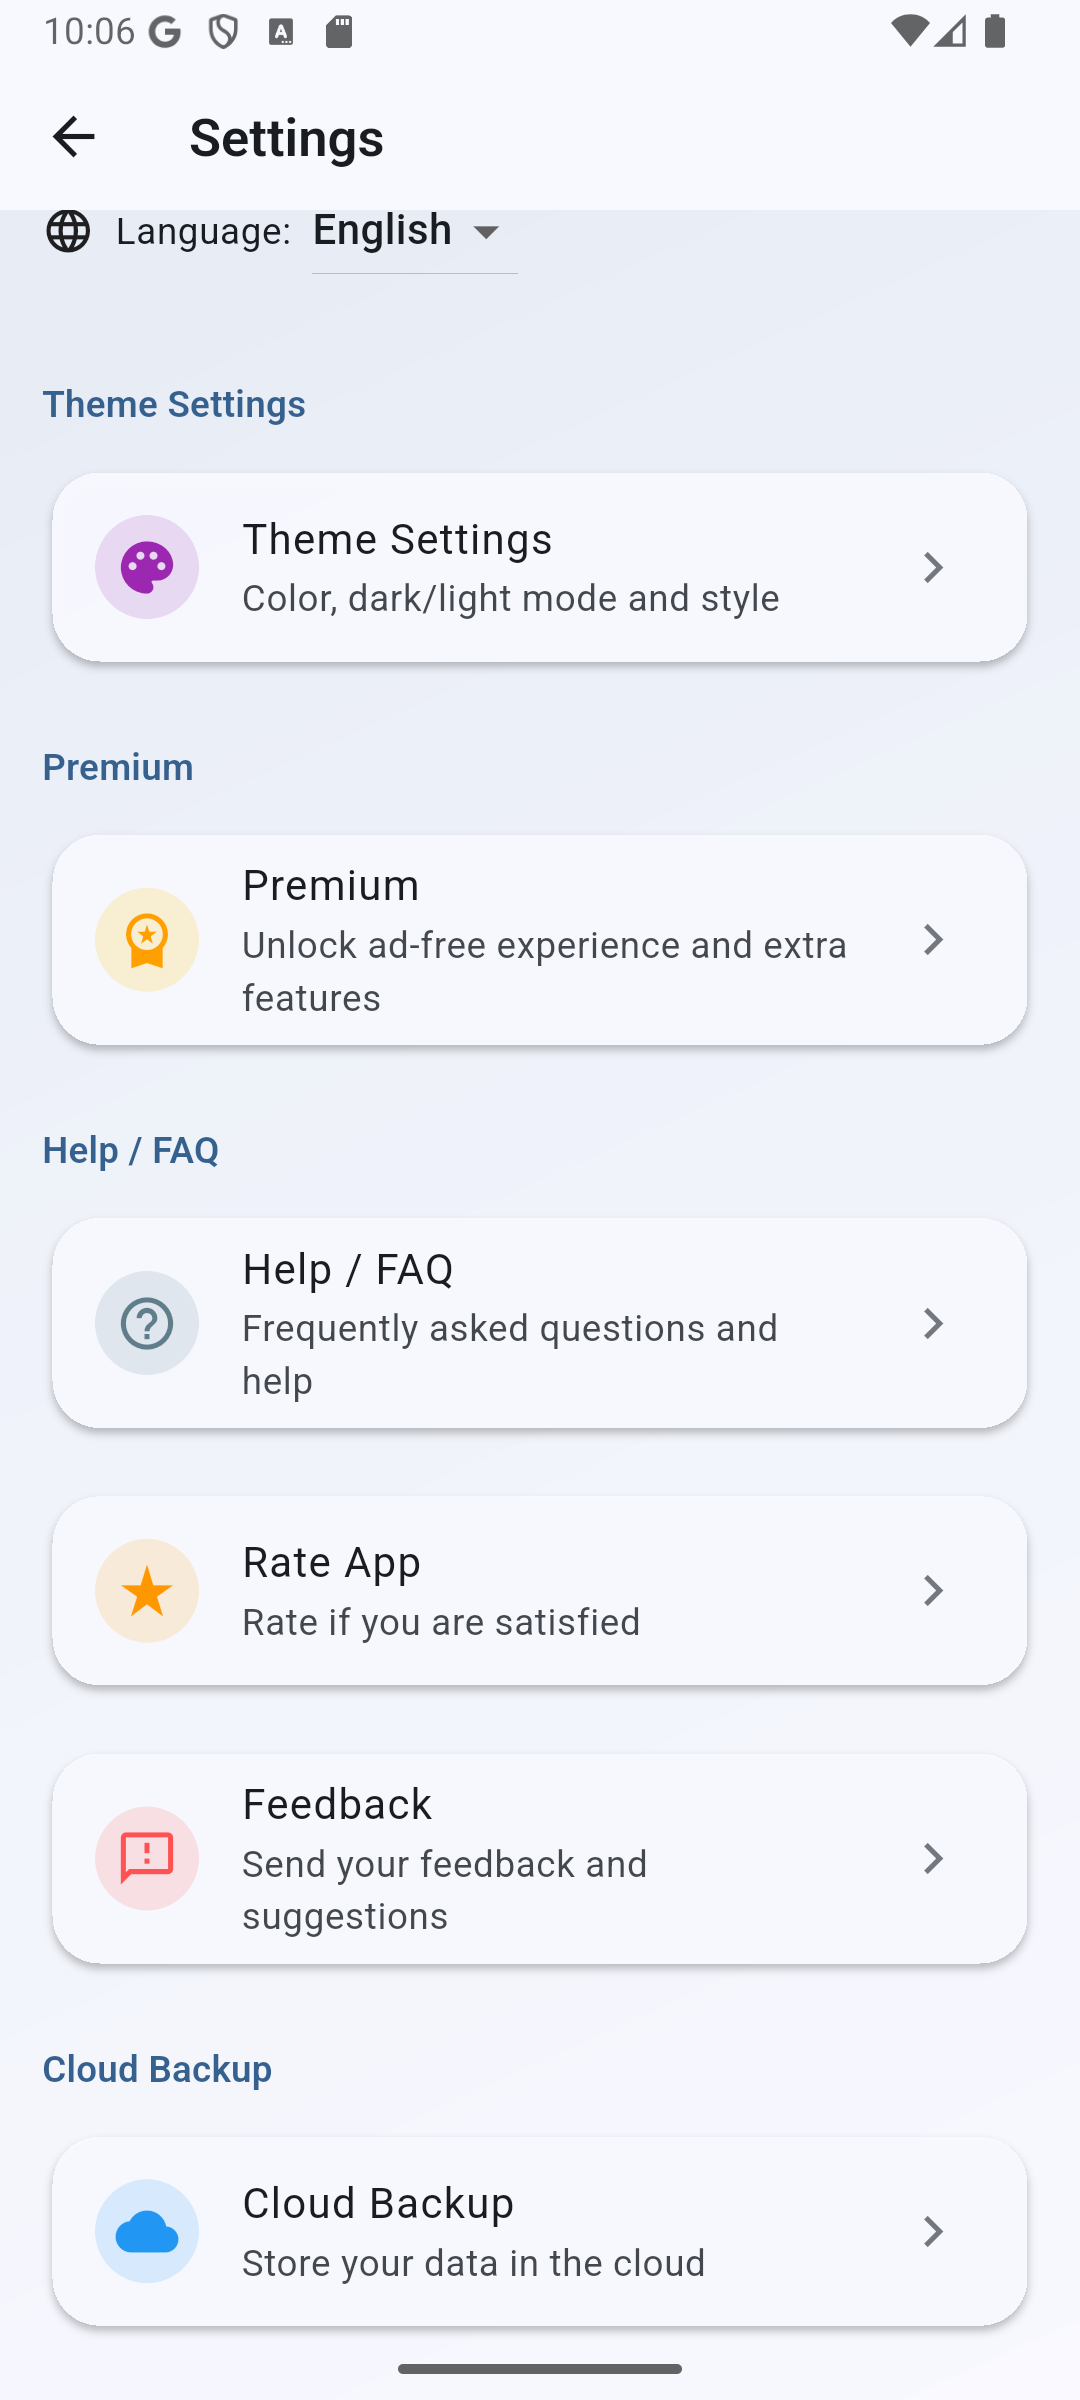 10:06
Settings
Language: English
Theme Settings
Theme Settings
Color, dark/light mode and style
Premium
Premium
Unlock ad-free experience and extra
features
Help / FAQ
Help / FAQ
Frequently asked questions and
help
Rate App
Rate if you are satisfied
Feedback
Send your feedback and
suggestions
Cloud Backup
Cloud Backup
Store your data in the cloud